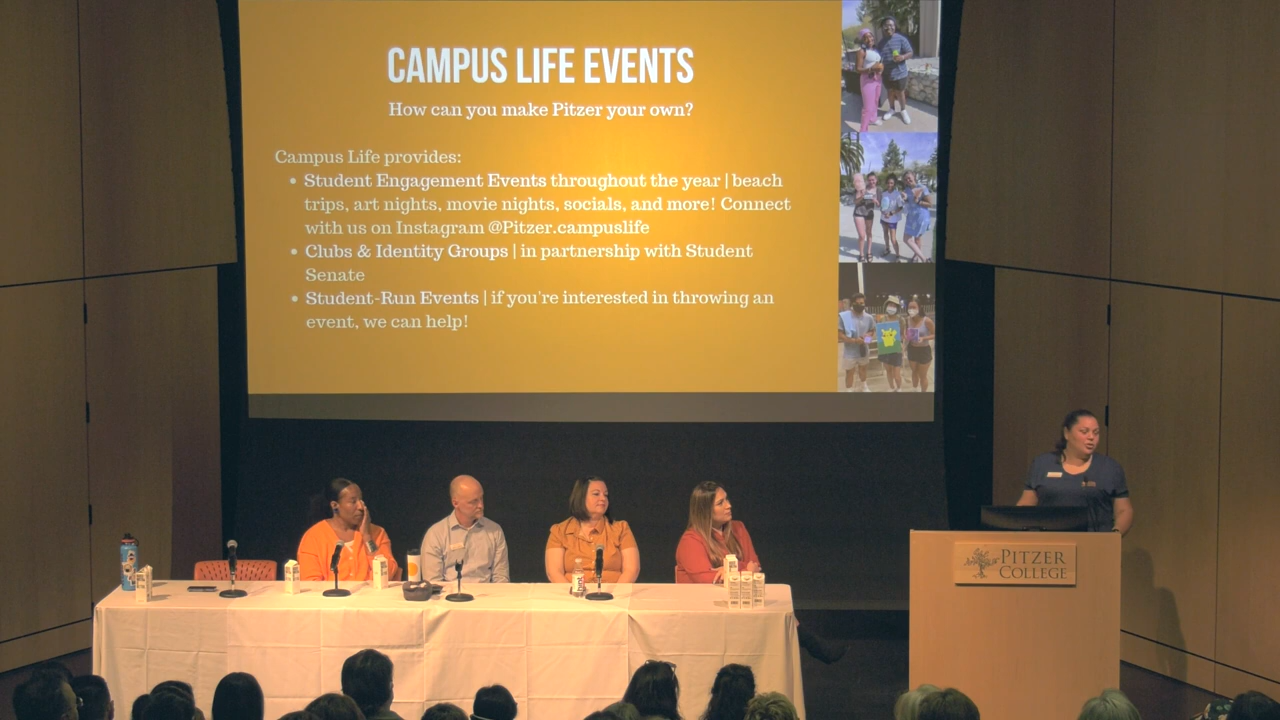 CAMPUS LIFE EVENTS
How can you make Pitzer your own?
Campus Life provides:
• Student Engagement Events throughout the year | beach
trips, art nights, movie nights, socials, and more! Connect
with us on Instagram @Pitzer.campuslife
• Clubs & Identity Groups | in partnership with Student
Senate
• Student-Run Events | if you're interested in throwing an
event, we can help!
PITZER
COLLEGE